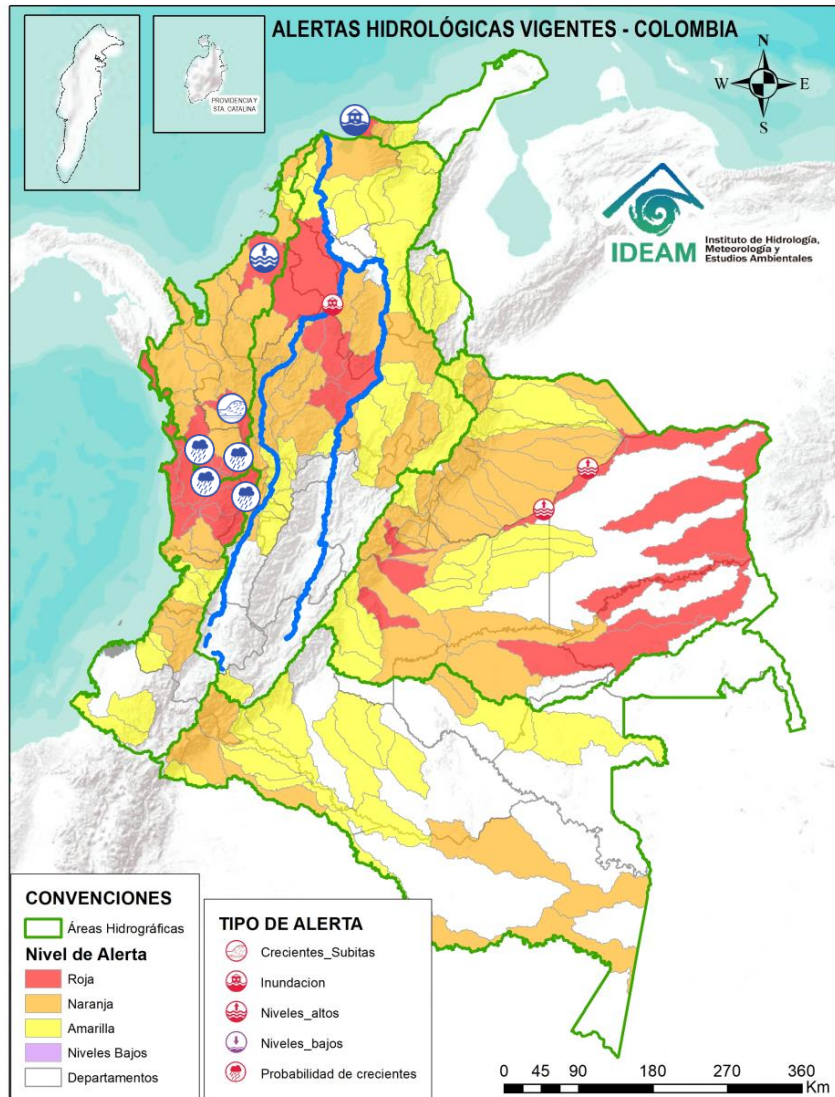 ALERTAS HIDROLÓGICAS VIGENTES - COLOMBIA
PROVIDENCIA Y
STA. CATALINA
N
W
E
S
IDEAM
Instituto de Hidrología,
Meteorología y
Estudios Ambientales
CONVENCIONES
Áreas Hidrográficas
Nivel de Alerta
Roja
Naranja
Amarilla
Niveles Bajos
Departamentos
TIPO DE ALERTA
Crecientes_Subitas
Inundacion
Niveles_altos
Niveles_bajos
Probabilidad de crecientes
0 45 90 180 270 360
Km